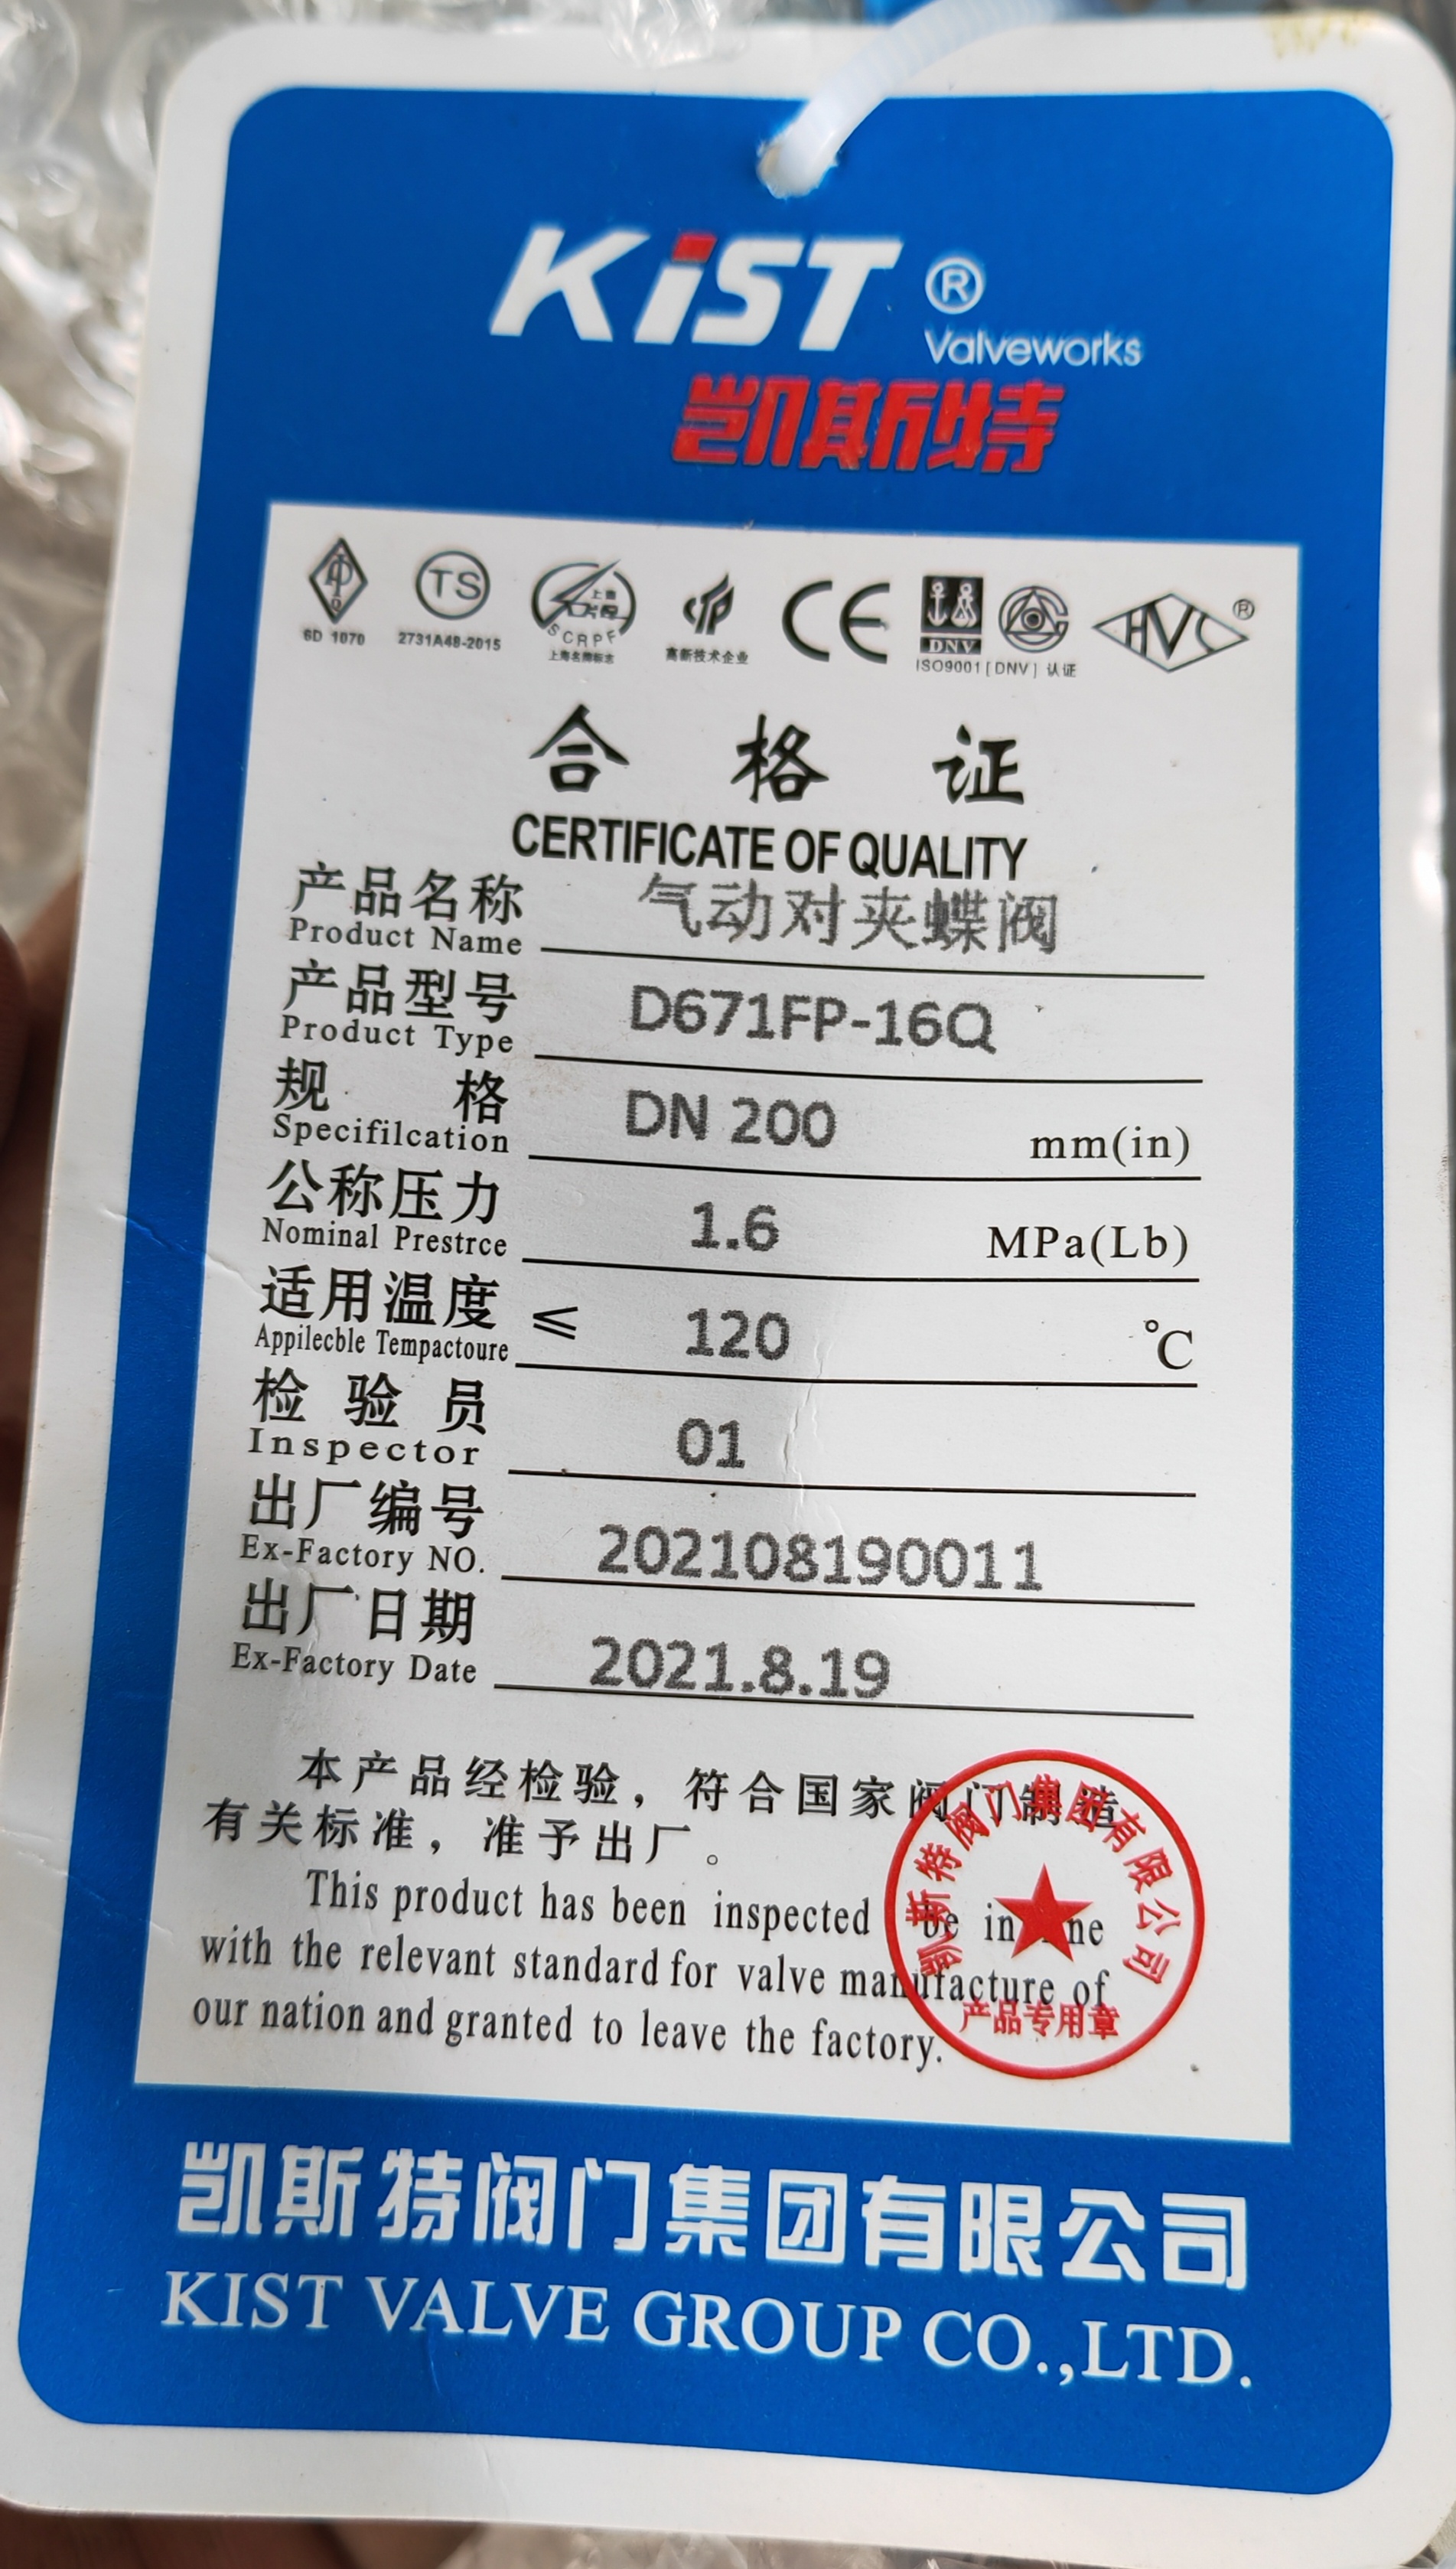 KiST ®
Valveworks
凯斯特
6D 1070
TS
2731A48-2015
上海名牌标志
SCRPF
高新技术企业
CE
DNV
ISO9001[DNV]认证
HVC ®
合格证
CERTIFICATE OF QUALITY
产品名称 气动对夹蝶阀
Product Name
产品型号 D671FP-16Q
Product Type
规格 DN 200 mm(in)
Specifilcation
公称压力 1.6 MPa(Lb)
Nominal Prestrce
适用温度 ≤ 120 ℃
Appilecble Tempactoure
检验员 01
Inspector
出厂编号 202108190011
Ex-Factory NO.
出厂日期 2021.8.19
Ex-Factory Date
本产品经检验，符合国家阀门制造
有关标准，准予出厂。
This product has been inspected be in ne
with the relevant standard for valve manufacture of
our nation and granted to leave the factory.
凯斯特阀门集团有限公司
产品专用章
凯斯特阀门集团有限公司
KIST VALVE GROUP CO.,LTD.